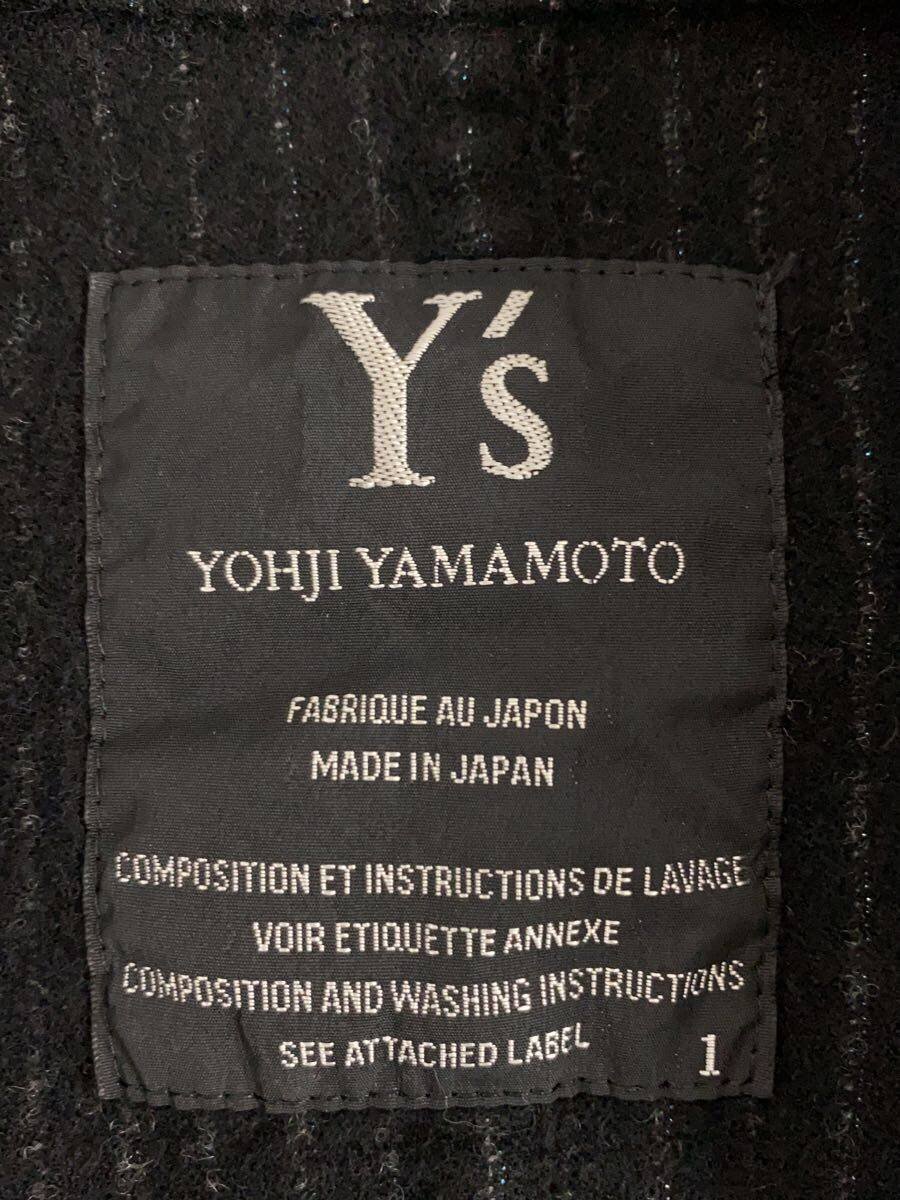 Y's
YOHJI YAMAMOTO
FABRIQUE AU JAPON
MADE IN JAPAN
COMPOSITION ET INSTRUCTIONS DE LAVAGE
VOIR ETIQUETTE ANNEXE
COMPOSITION AND WASHING INSTRUCTIONS
SEE ATTACHED LABEL
1